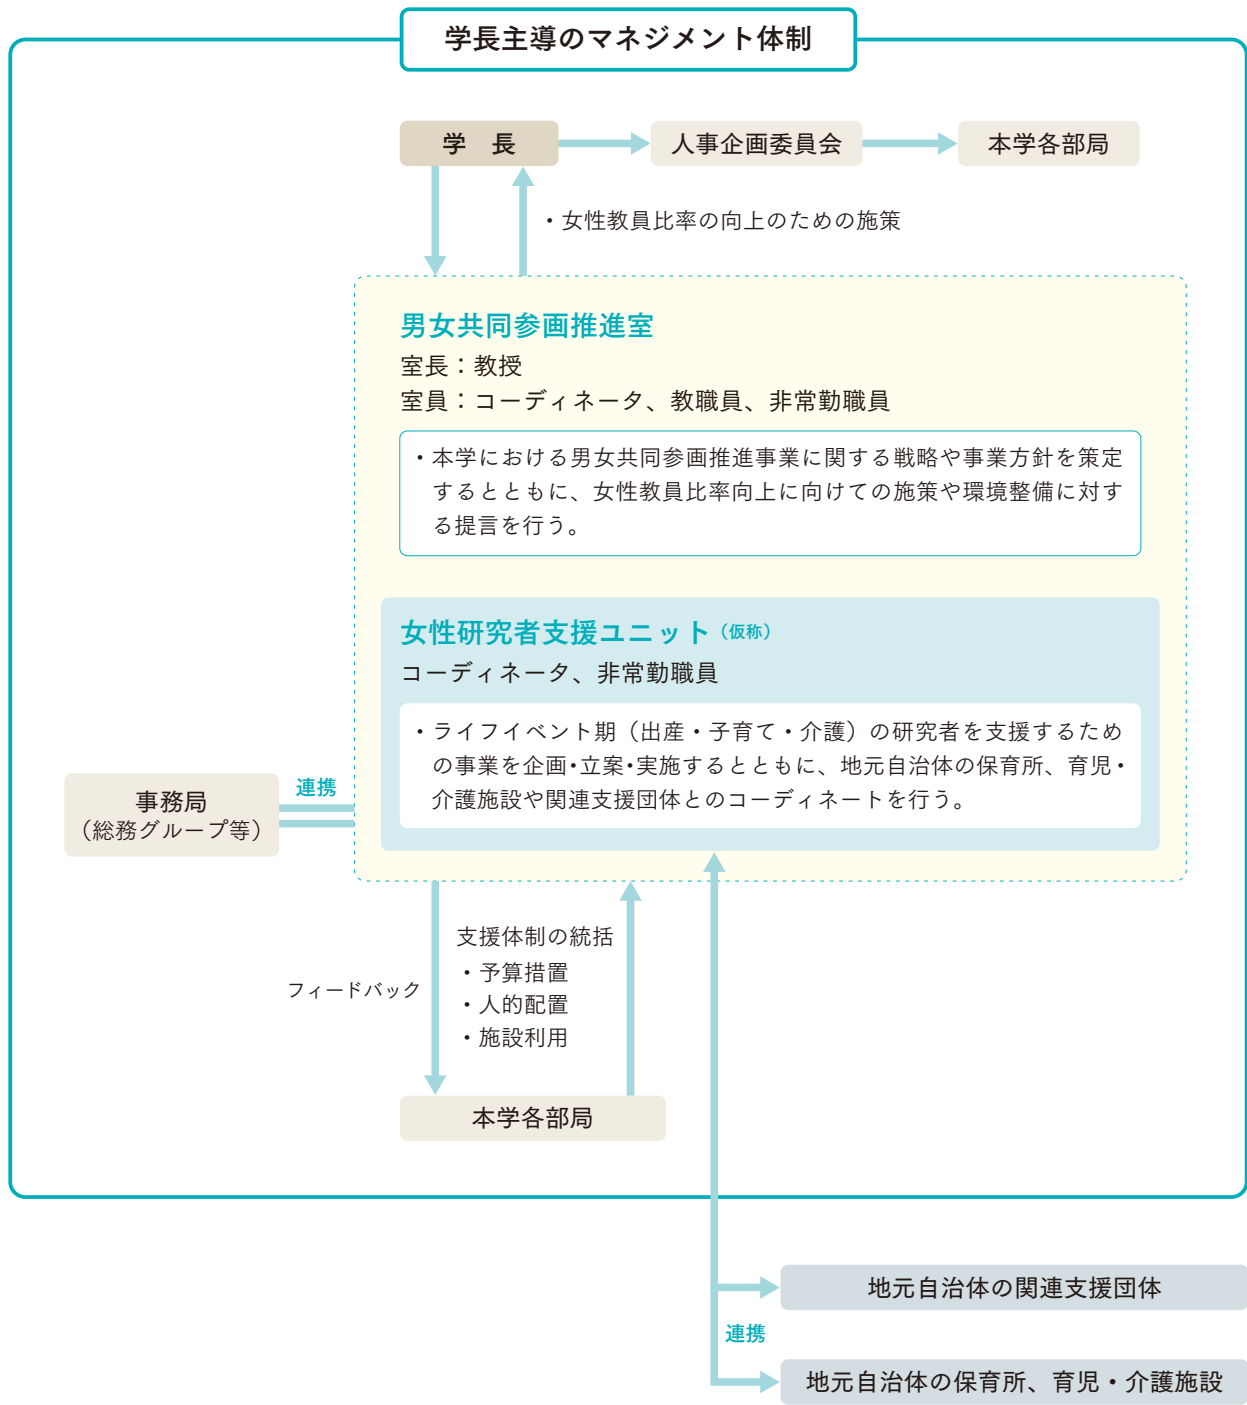 学長主導のマネジメント体制
学　長
人事企画委員会
本学各部局
・女性教員比率の向上のための施策
男女共同参画推進室
室長：教授
室員：コーディネータ、教職員、非常勤職員
・本学における男女共同参画推進事業に関する戦略や事業方針を策定
するとともに、女性教員比率向上に向けての施策や環境整備に対す
る提言を行う。
女性研究者支援ユニット（仮称）
コーディネータ、非常勤職員
・ライフイベント期（出産・子育て・介護）の研究者を支援するため
の事業を企画・立案・実施するとともに、地元自治体の保育所、育児・
介護施設や関連支援団体とのコーディネートを行う。
事務局
（総務グループ等）
連携
フィードバック
支援体制の統括
・予算措置
・人的配置
・施設利用
本学各部局
地元自治体の関連支援団体
連携
地元自治体の保育所、育児・介護施設